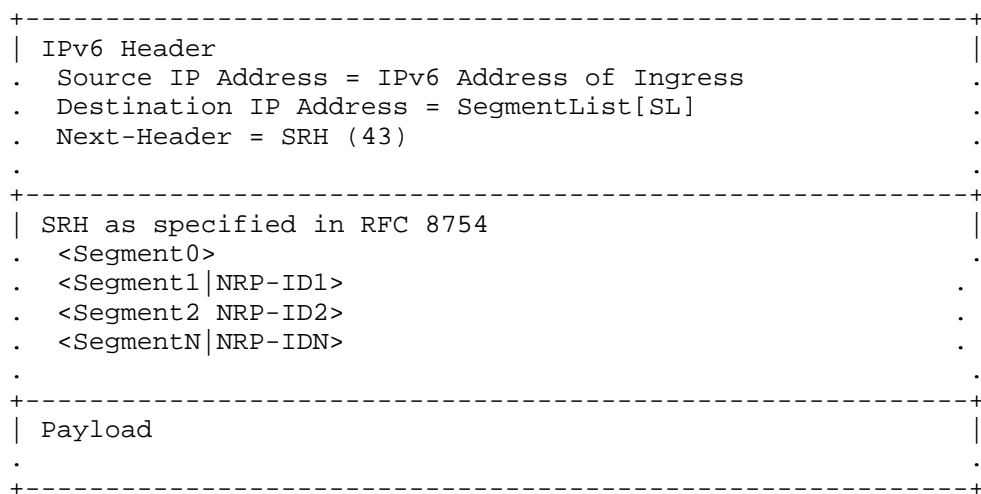 +---------------------------------------------------------------+
| IPv6 Header                                                   |
.  Source IP Address = IPv6 Address of Ingress                  .
.  Destination IP Address = SegmentList[SL]                     .
.  Next-Header = SRH (43)                                       .
.                                                               .
+---------------------------------------------------------------+
| SRH as specified in RFC 8754                                  |
.  <Segment0>                                                   .
.  <Segment1|NRP-ID1>                                          .
.  <Segment2 NRP-ID2>                                          .
.  <SegmentN|NRP-IDN>                                          .
.                                                               .
+---------------------------------------------------------------+
| Payload                                                       |
.                                                               .
+---------------------------------------------------------------+